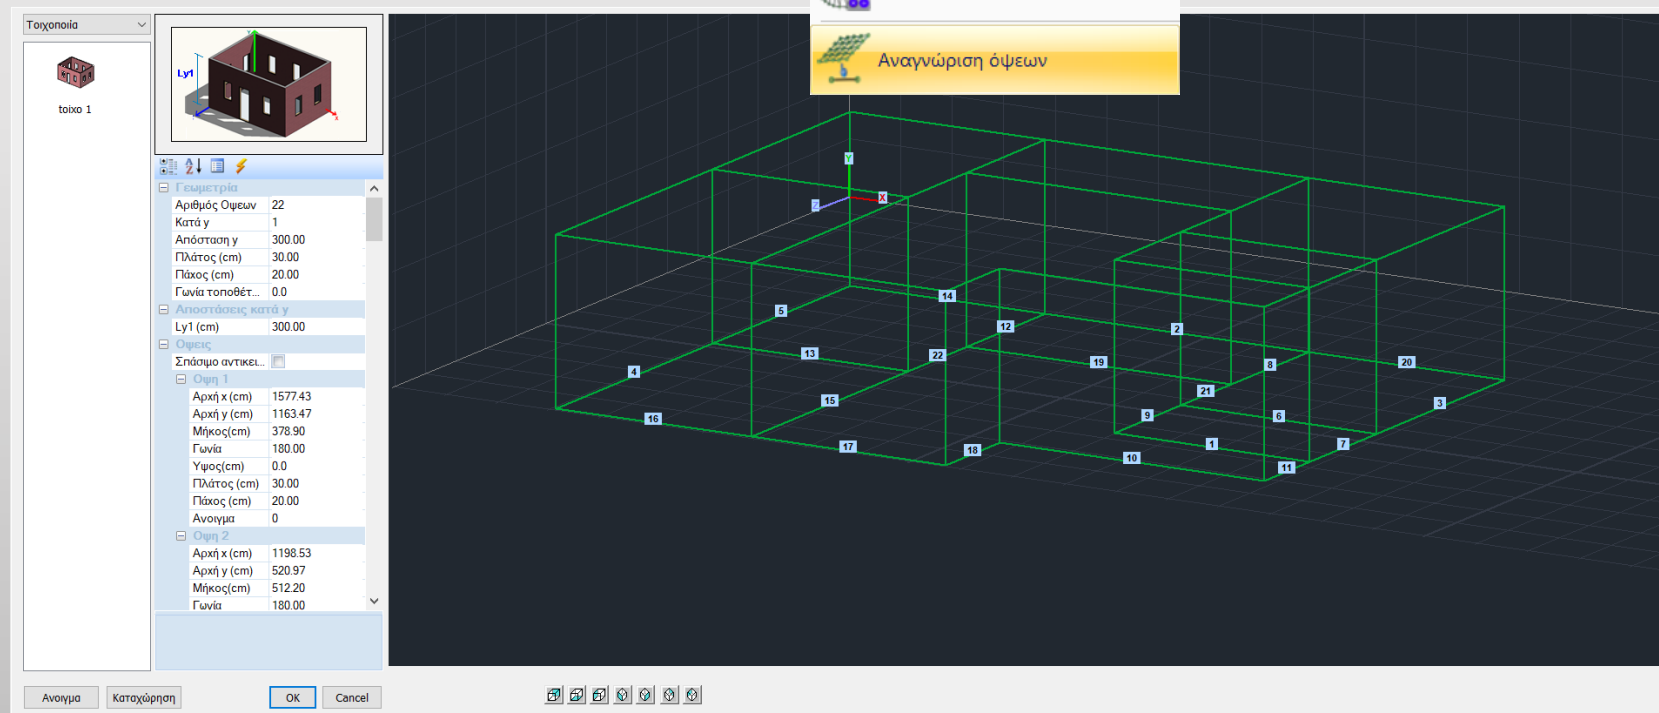 Τοιχοποιία
toixo 1
Ly1
Γεωμετρία
Αριθμός Οψεων 22
Κατά y 1
Απόσταση y 300.00
Πλάτος (cm) 30.00
Πάχος (cm) 20.00
Γωνία τοποθέτ... 0.0
Αποστάσεις κατά y
Ly1 (cm) 300.00
Οψεις
Σπάσιμο αντικει...
Οψη 1
Αρχή x (cm) 1577.43
Αρχή y (cm) 1163.47
Μήκος(cm) 378.90
Γωνία 180.00
Υψος(cm) 0.0
Πλάτος (cm) 30.00
Πάχος (cm) 20.00
Ανοιγμα 0
Οψη 2
Αρχή x (cm) 1198.53
Αρχή y (cm) 520.97
Μήκος(cm) 512.20
Γωνία 180.00
Ανοιγμα
Καταχώρηση
OK
Cancel
Αναγνώριση όψεων
Y
X
Z
14
5
12
2
13
22
19
8
20
4
21
15
3
9
6
16
17
1
7
18
10
11